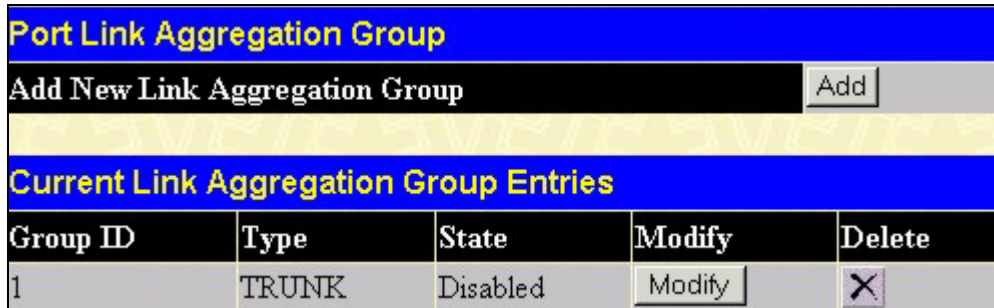 Port Link Aggregation Group
Add New Link Aggregation Group Add
Current Link Aggregation Group Entries
Group ID Type State Modify Delete
1 TRUNK Disabled Modify